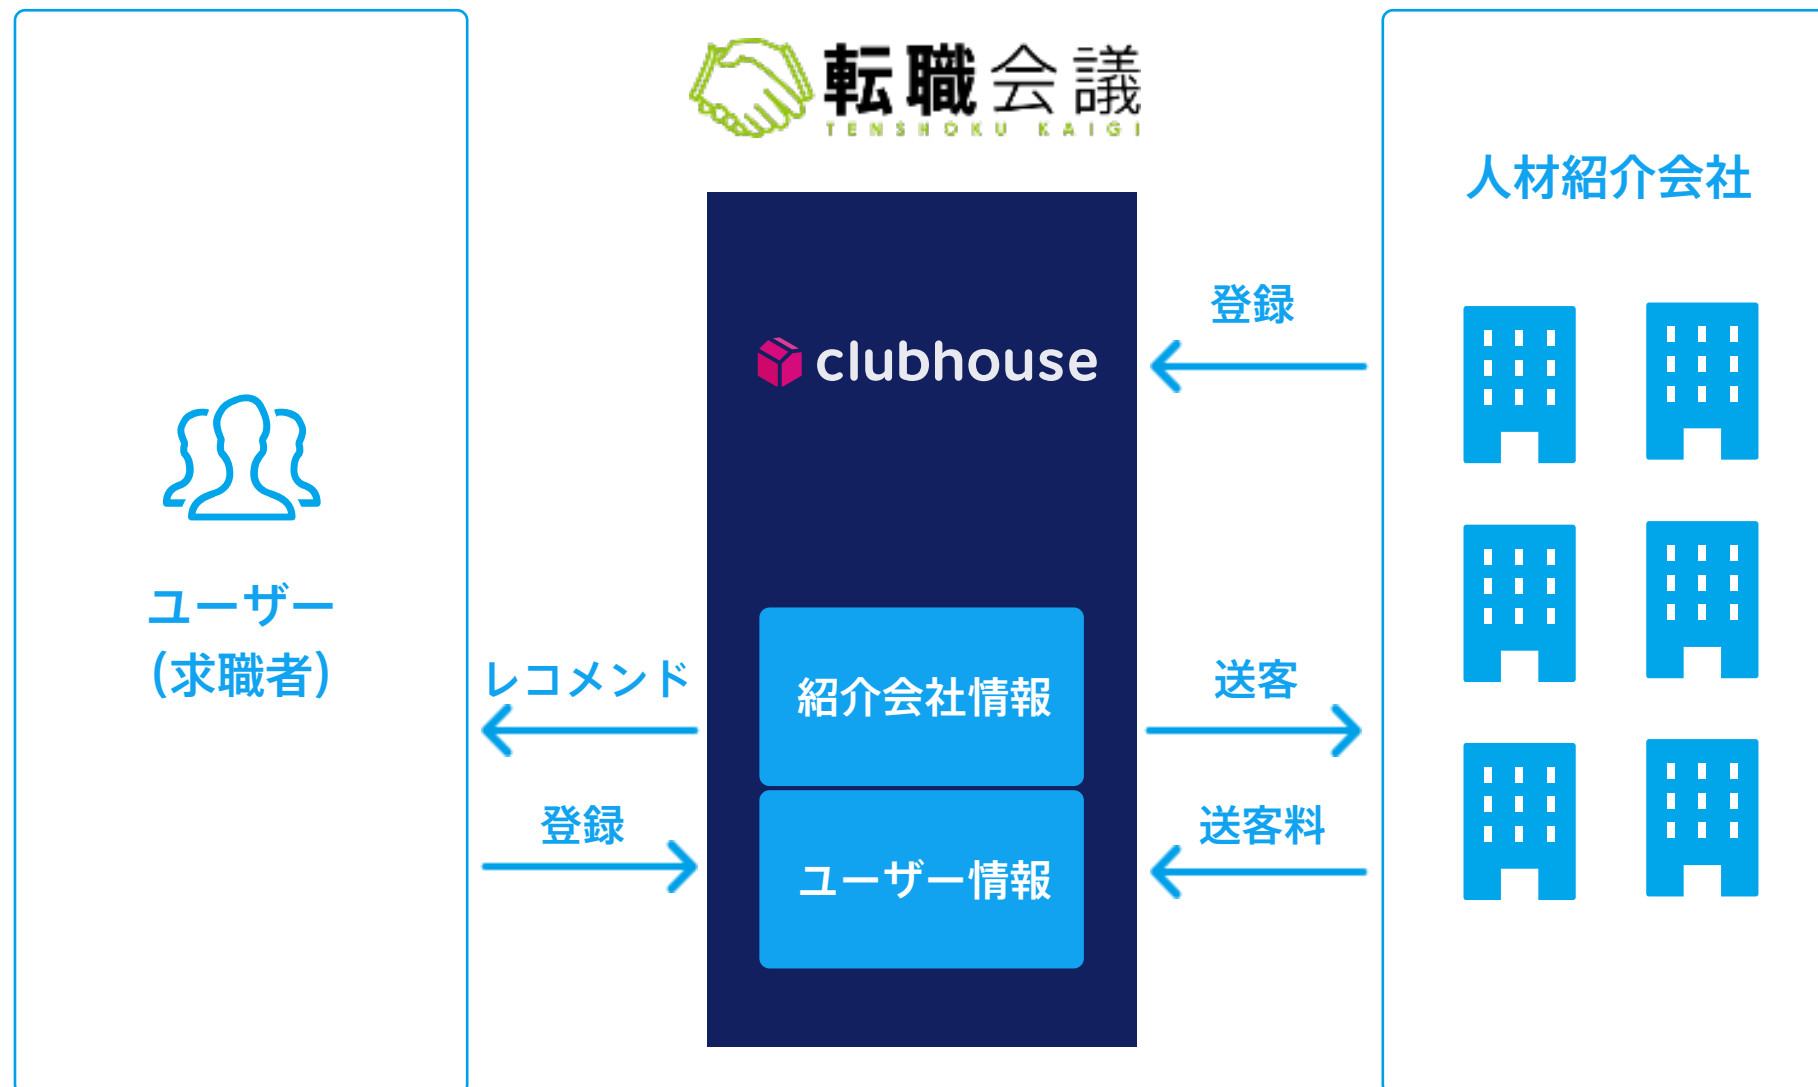 転職会議
TENSHOKU KAIGI
人材紹介会社
登録
clubhouse
ユーザー
(求職者)
レコメンド
紹介会社情報
送客
登録
ユーザー情報
送客料